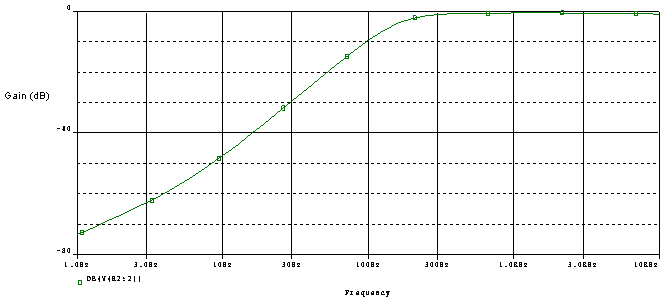 0
Gain (dB)
-40
-80
1.0Hz
3.0Hz
10Hz
30Hz
100Hz
300Hz
1.0KHz
3.0KHz
10KHz
DB(V(R2:2))
Frequency